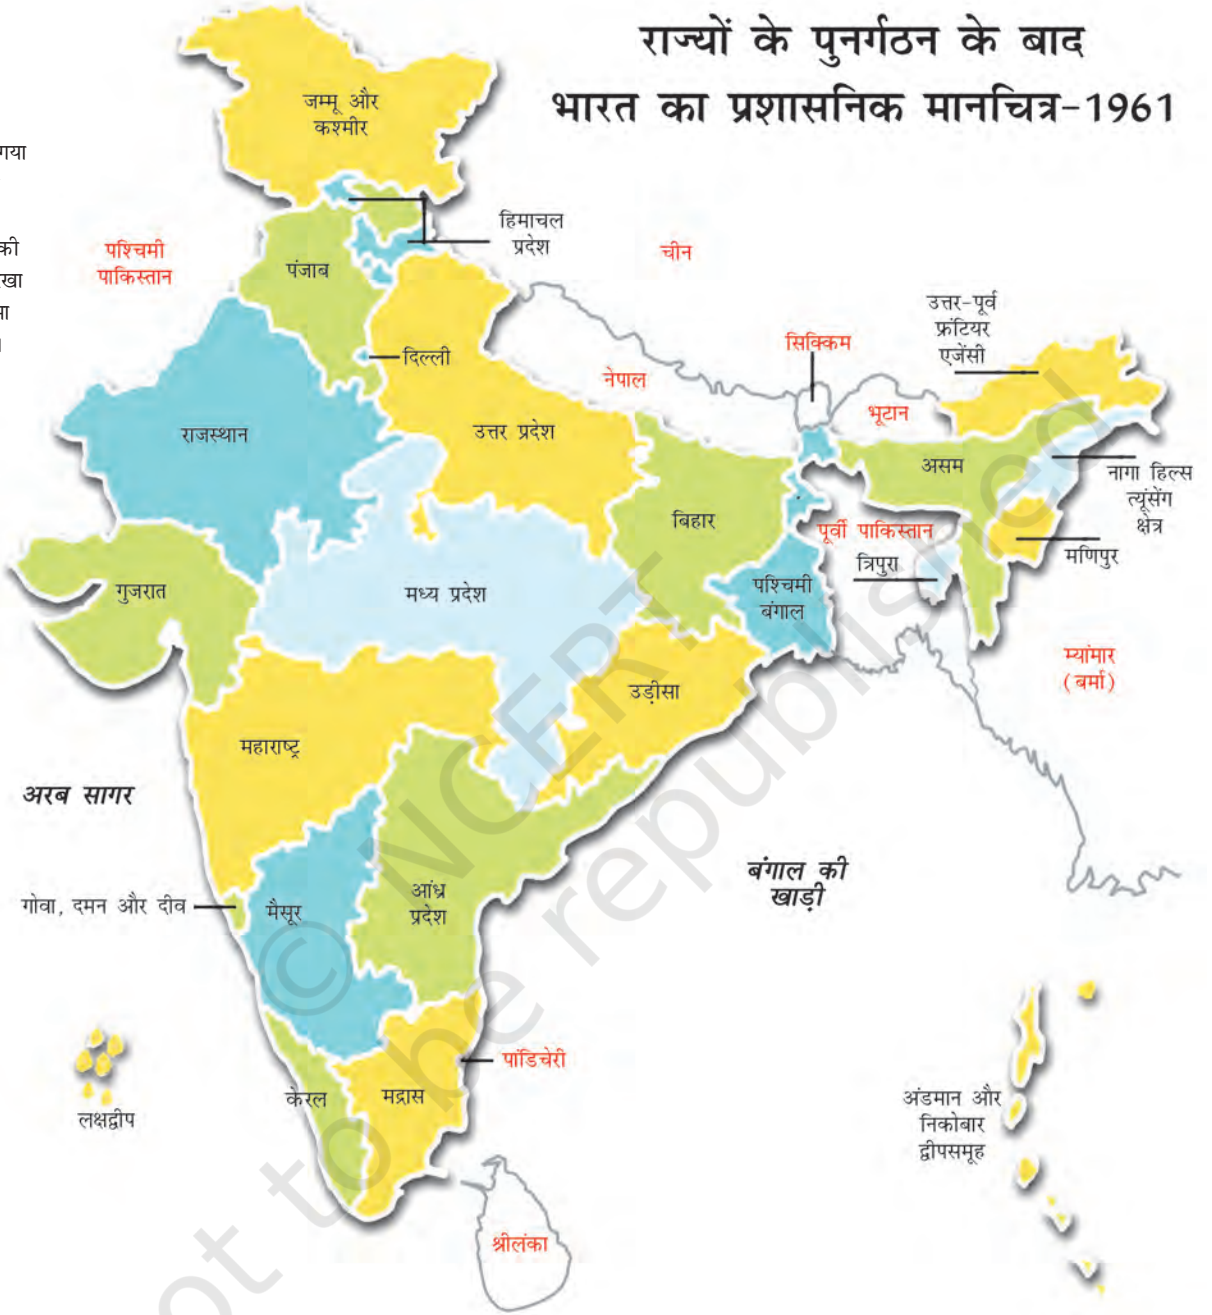 राज्यों के पुनर्गठन के बाद
भारत का प्रशासनिक मानचित्र-1961
गया
की
खा
जम्मू और
कश्मीर
हिमाचल
प्रदेश
पश्चिमी
पाकिस्तान
पंजाब
चीन
उत्तर-पूर्व
फ्रंटियर
एजेंसी
सिक्किम
दिल्ली
नेपाल
भूटान
राजस्थान
उत्तर प्रदेश
असम
नागा हिल्स
त्यूंसेंग
क्षेत्र
बिहार
पूर्वी पाकिस्तान
त्रिपुरा
मणिपुर
गुजरात
मध्य प्रदेश
पश्चिमी
बंगाल
म्यांमार
(बर्मा)
उड़ीसा
महाराष्ट्र
अरब सागर
बंगाल की
खाड़ी
गोवा, दमन और दीव
मैसूर
आंध्र
प्रदेश
पांडिचेरी
लक्षद्वीप
केरल
मद्रास
अंडमान और
निकोबार
द्वीपसमूह
श्रीलंका
© NCERT
not to be republished